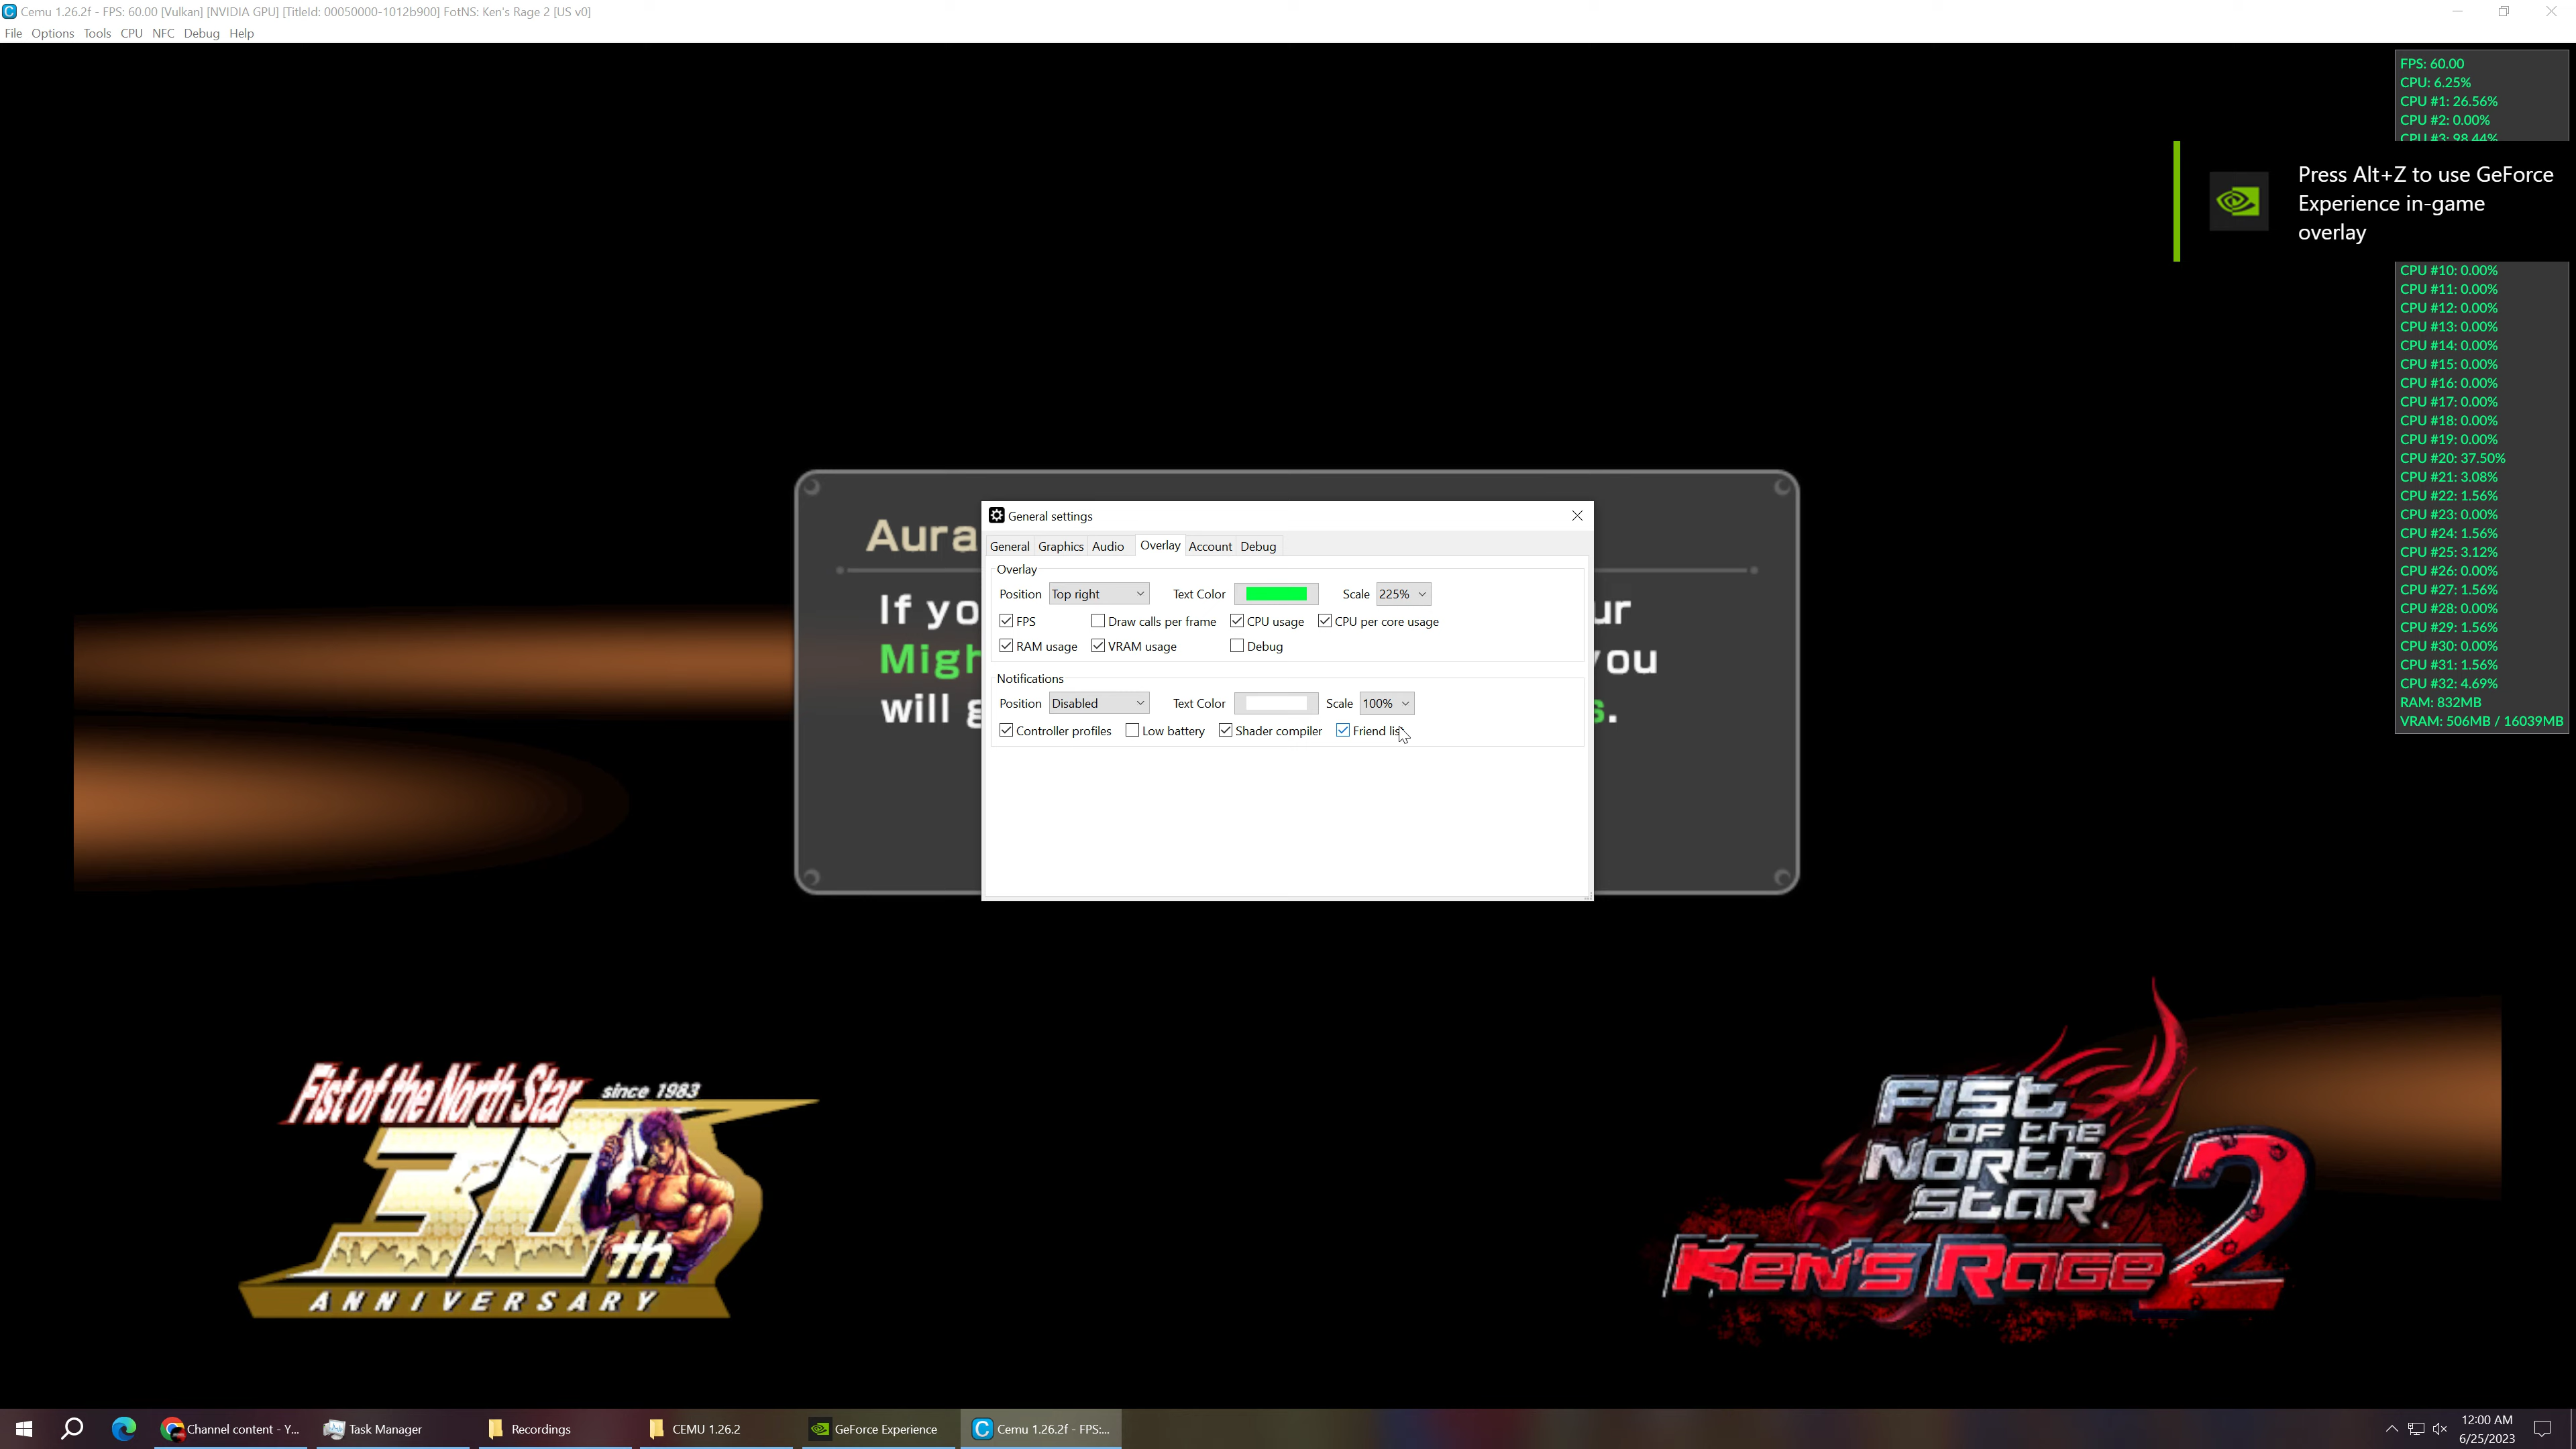 Cemu 1.26.2f - FPS: 60.00 [Vulkan] [NVIDIA GPU] [TitleId: 00050000-1012b900] FotNS: Ken's Rage 2 [US v0]
File Options Tools CPU NFC Debug Help
FPS: 60.00
CPU: 6.25%
CPU #1: 26.56%
CPU #2: 0.00%
CPU #3: 98.44%
Press Alt+Z to use GeForce
Experience in-game
overlay
CPU #10: 0.00%
CPU #11: 0.00%
CPU #12: 0.00%
CPU #13: 0.00%
CPU #14: 0.00%
CPU #15: 0.00%
CPU #16: 0.00%
CPU #17: 0.00%
CPU #18: 0.00%
CPU #19: 0.00%
CPU #20: 37.50%
CPU #21: 3.08%
CPU #22: 1.56%
CPU #23: 0.00%
CPU #24: 1.56%
CPU #25: 3.12%
CPU #26: 0.00%
CPU #27: 1.56%
CPU #28: 0.00%
CPU #29: 1.56%
CPU #30: 0.00%
CPU #31: 1.56%
CPU #32: 4.69%
RAM: 832MB
VRAM: 506MB / 16039MB
Aura
If yo ur
Migh you
will s.
General settings
General Graphics Audio Overlay Account Debug
Overlay
Position Top right Text Color Scale 225%
FPS Draw calls per frame CPU usage CPU per core usage
RAM usage VRAM usage Debug
Notifications
Position Disabled Text Color Scale 100%
Controller profiles Low battery Shader compiler Friend list
Fist of the North Star since 1983
30th
ANNIVERSARY
FIST
OF the
NORTH
STAR
KEN'S RAGE 2
Channel content - Y... Task Manager Recordings CEMU 1.26.2 GeForce Experience Cemu 1.26.2f - FPS:...
12:00 AM
6/25/2023